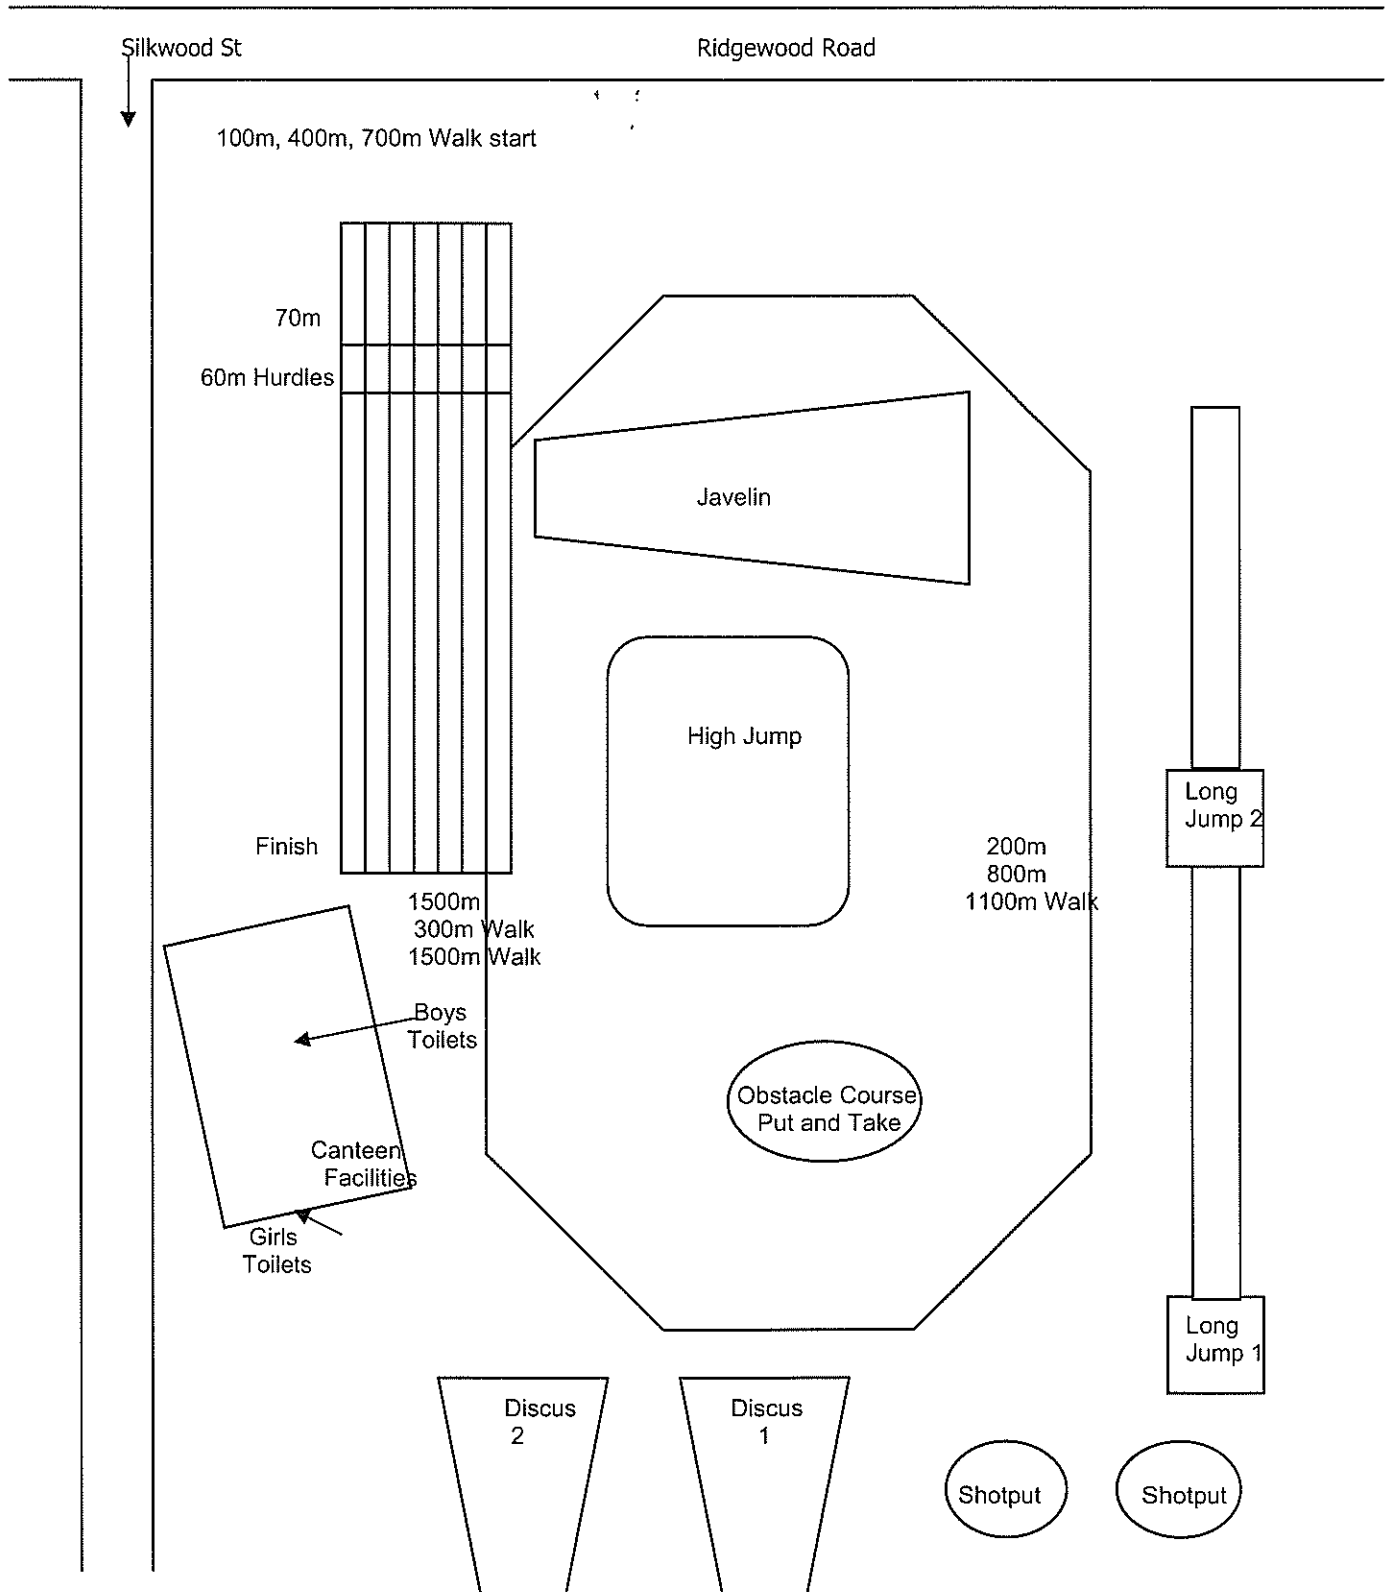 Silkwood St
Ridgewood Road
100m, 400m, 700m Walk start
70m
60m Hurdles
Javelin
High Jump
Long
Jump 2
Finish
200m
800m
1100m Walk
1500m
300m Walk
1500m Walk
Boys
Toilets
Obstacle Course
Put and Take
Canteen
Facilities
Girls
Toilets
Long
Jump 1
Discus
2
Discus
1
Shotput
Shotput